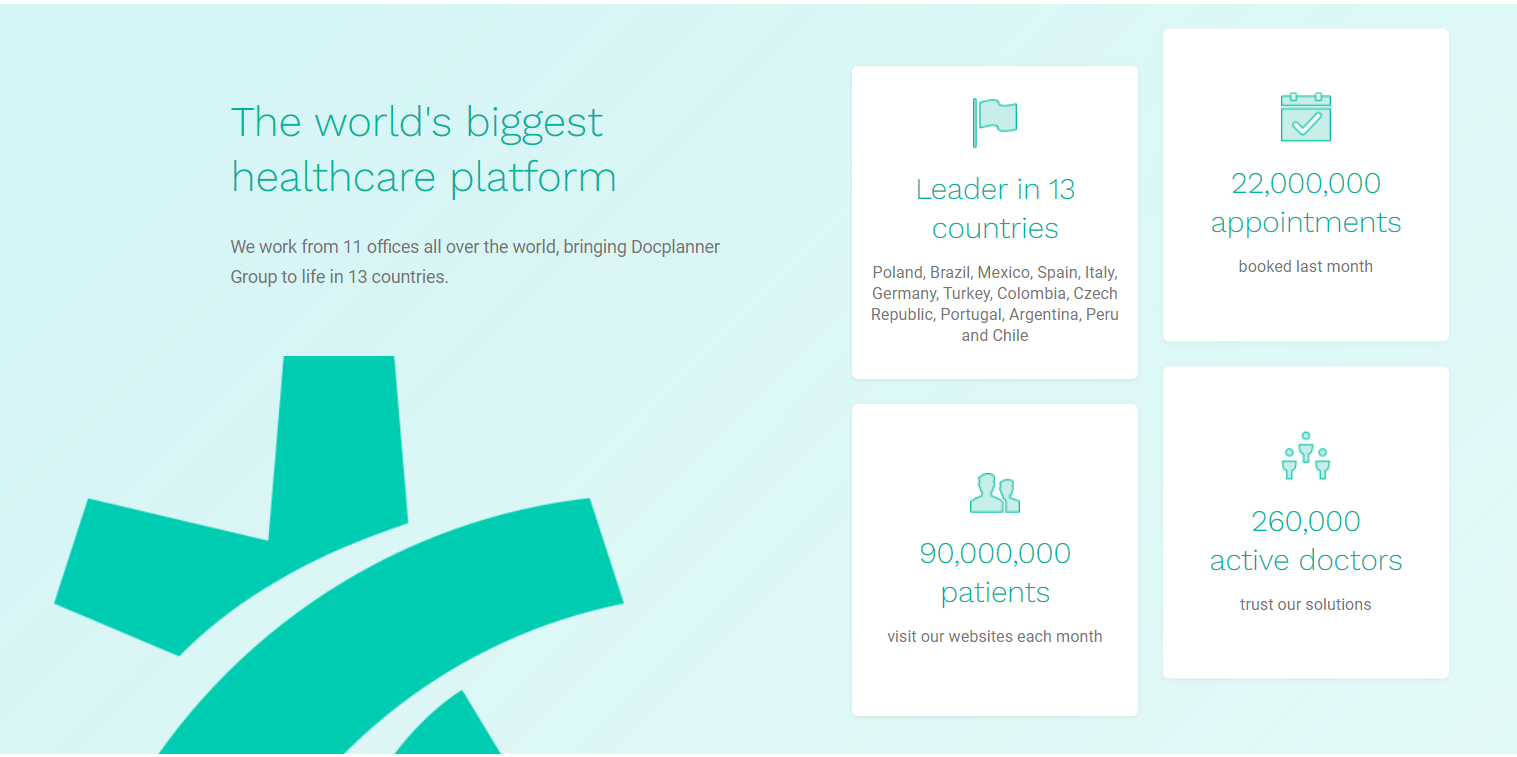 The world's biggest
healthcare platform
We work from 11 offices all over the world, bringing Docplanner
Group to life in 13 countries.
Leader in 13
countries
Poland, Brazil, Mexico, Spain, Italy,
Germany, Turkey, Colombia, Czech
Republic, Portugal, Argentina, Peru
and Chile
22,000,000
appointments
booked last month
90,000,000
patients
visit our websites each month
260,000
active doctors
trust our solutions